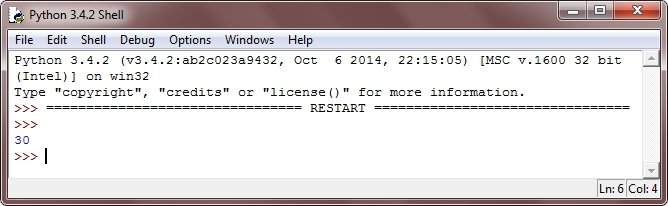 Python 3.4.2 Shell
File Edit Shell Debug Options Windows Help
Python 3.4.2 (v3.4.2:ab2c023a9432, Oct  6 2014, 22:15:05) [MSC v.1600 32 bit
(Intel)] on win32
Type "copyright", "credits" or "license()" for more information.
>>> ================================ RESTART ================================
>>>
30
>>>
Ln: 6 Col: 4